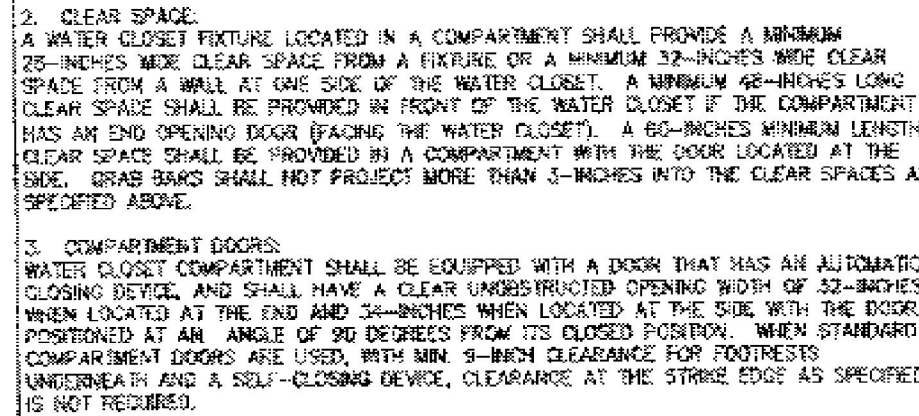 2. CLEAR SPACE:
A WATER CLOSET FIXTURE LOCATED IN A COMPARTMENT SHALL PROVIDE A MINIMUM
28-INCHES WIDE CLEAR SPACE FROM A FIXTURE OR A MINIMUM 32-INCHES WIDE CLEAR
SPACE FROM A WALL AT ONE SIDE OF THE WATER CLOSET. A MINIMUM 48-INCHES LONG
CLEAR SPACE SHALL BE PROVIDED IN FRONT OF THE WATER CLOSET IF THE COMPARTMENT
HAS AN END OPENING DOOR (FACING THE WATER CLOSET). A 60-INCHES MINIMUM LENGTH
CLEAR SPACE SHALL BE PROVIDED IN A COMPARTMENT WITH THE DOOR LOCATED AT THE
SIDE. GRAB BARS SHALL NOT PROJECT MORE THAN 3-INCHES INTO THE CLEAR SPACES A
SPECIFIED ABOVE.
3. COMPARTMENT DOORS:
WATER CLOSET COMPARTMENT SHALL BE EQUIPPED WITH A DOOR THAT HAS AN AUTOMATIC
CLOSING DEVICE, AND SHALL HAVE A CLEAR UNOBSTRUCTED OPENING WIDTH OF 32-INCHES
WHEN LOCATED AT THE END AND 34-INCHES WHEN LOCATED AT THE SIDE WITH THE DOOR
POSITIONED AT AN ANGLE OF 90 DEGREES FROM ITS CLOSED POSITION. WHEN STANDARD
COMPARTMENT DOORS ARE USED, WITH MIN. 9-INCH CLEARANCE FOR FOOTRESTS
UNDERNEATH AND A SELF-CLOSING DEVICE, CLEARANCE AT THE STRIKE EDGE AS SPECIFIED
IS NOT REQUIRED.